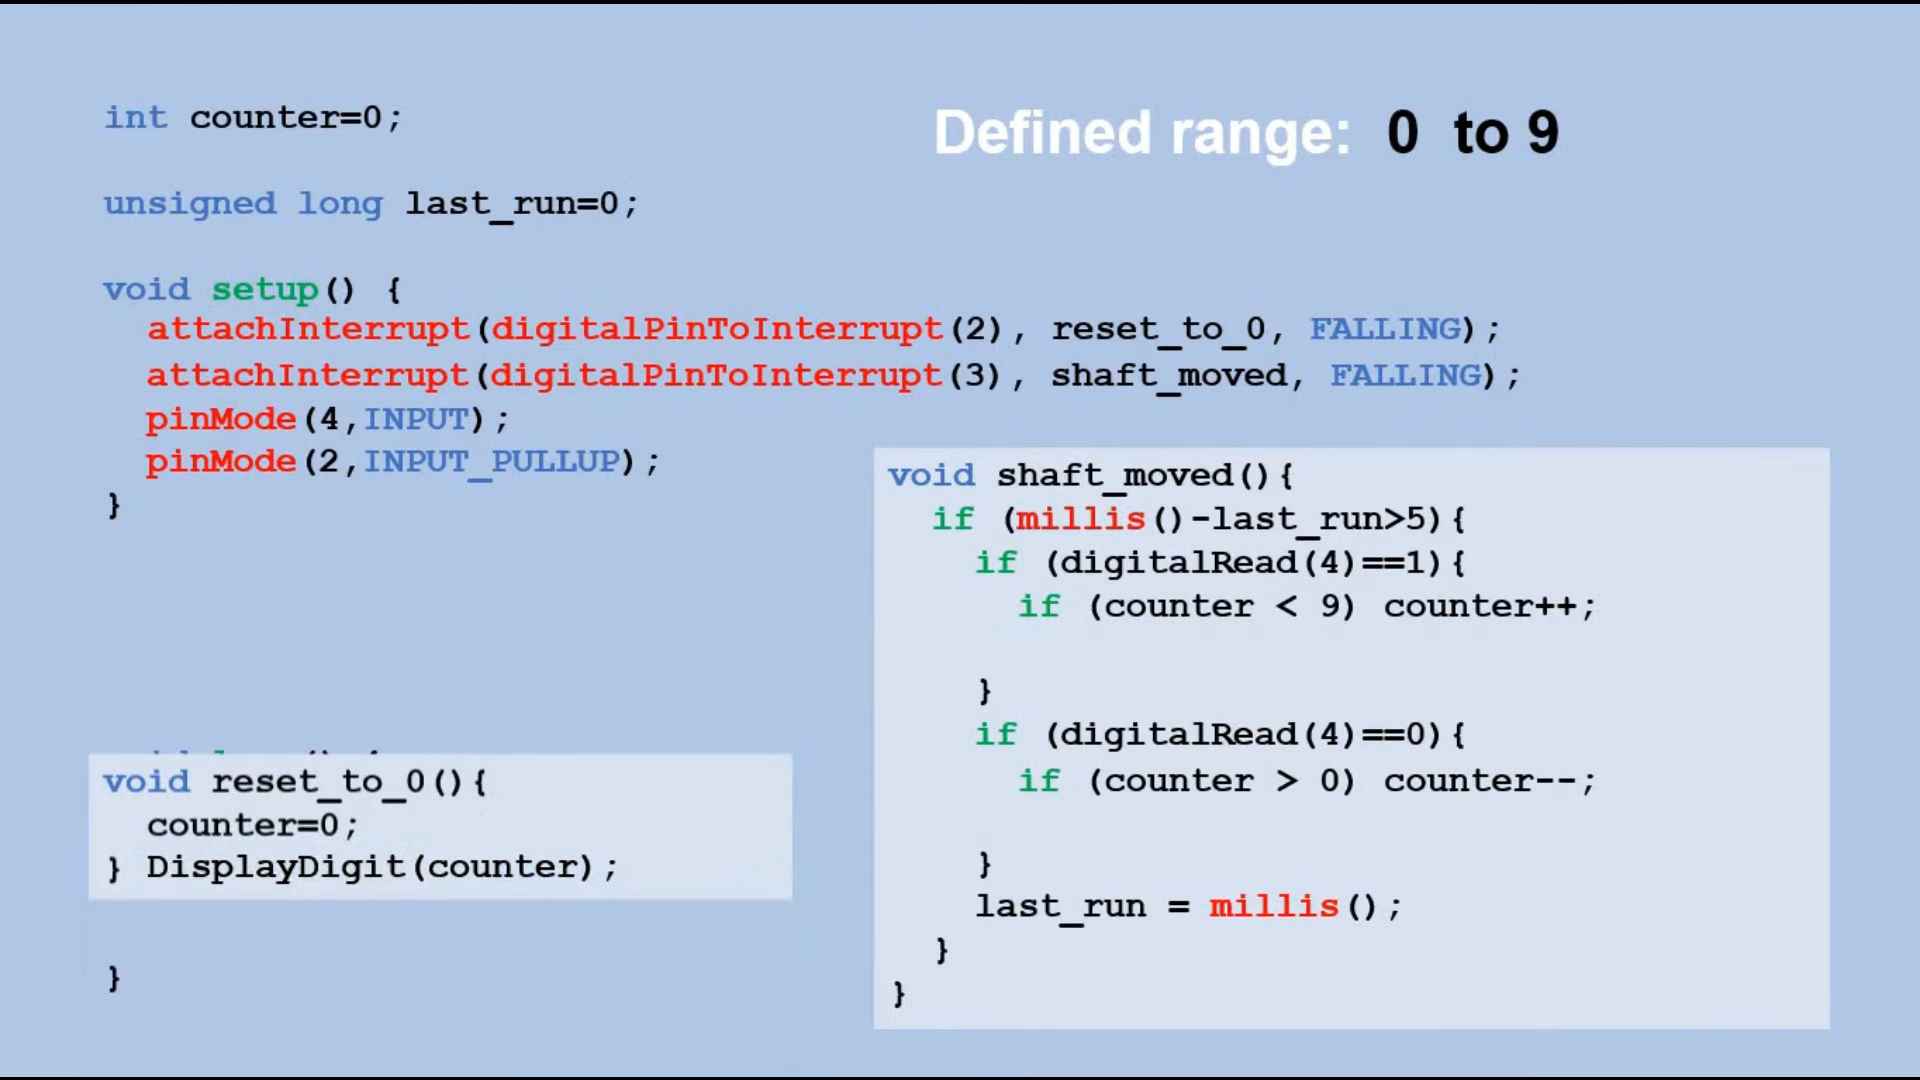 int counter=0;
Defined range: 0 to 9
unsigned long last_run=0;
void setup() {
attachInterrupt(digitalPinToInterrupt(2), reset_to_0, FALLING);
attachInterrupt(digitalPinToInterrupt(3), shaft_moved, FALLING);
pinMode(4,INPUT);
pinMode(2,INPUT_PULLUP);
}
void reset_to_0(){
counter=0;
} DisplayDigit(counter);
}
void shaft_moved(){
if (millis()-last_run>5){
if (digitalRead(4)==1){
if (counter < 9) counter++;
}
if (digitalRead(4)==0){
if (counter > 0) counter--;
}
last_run = millis();
}
}